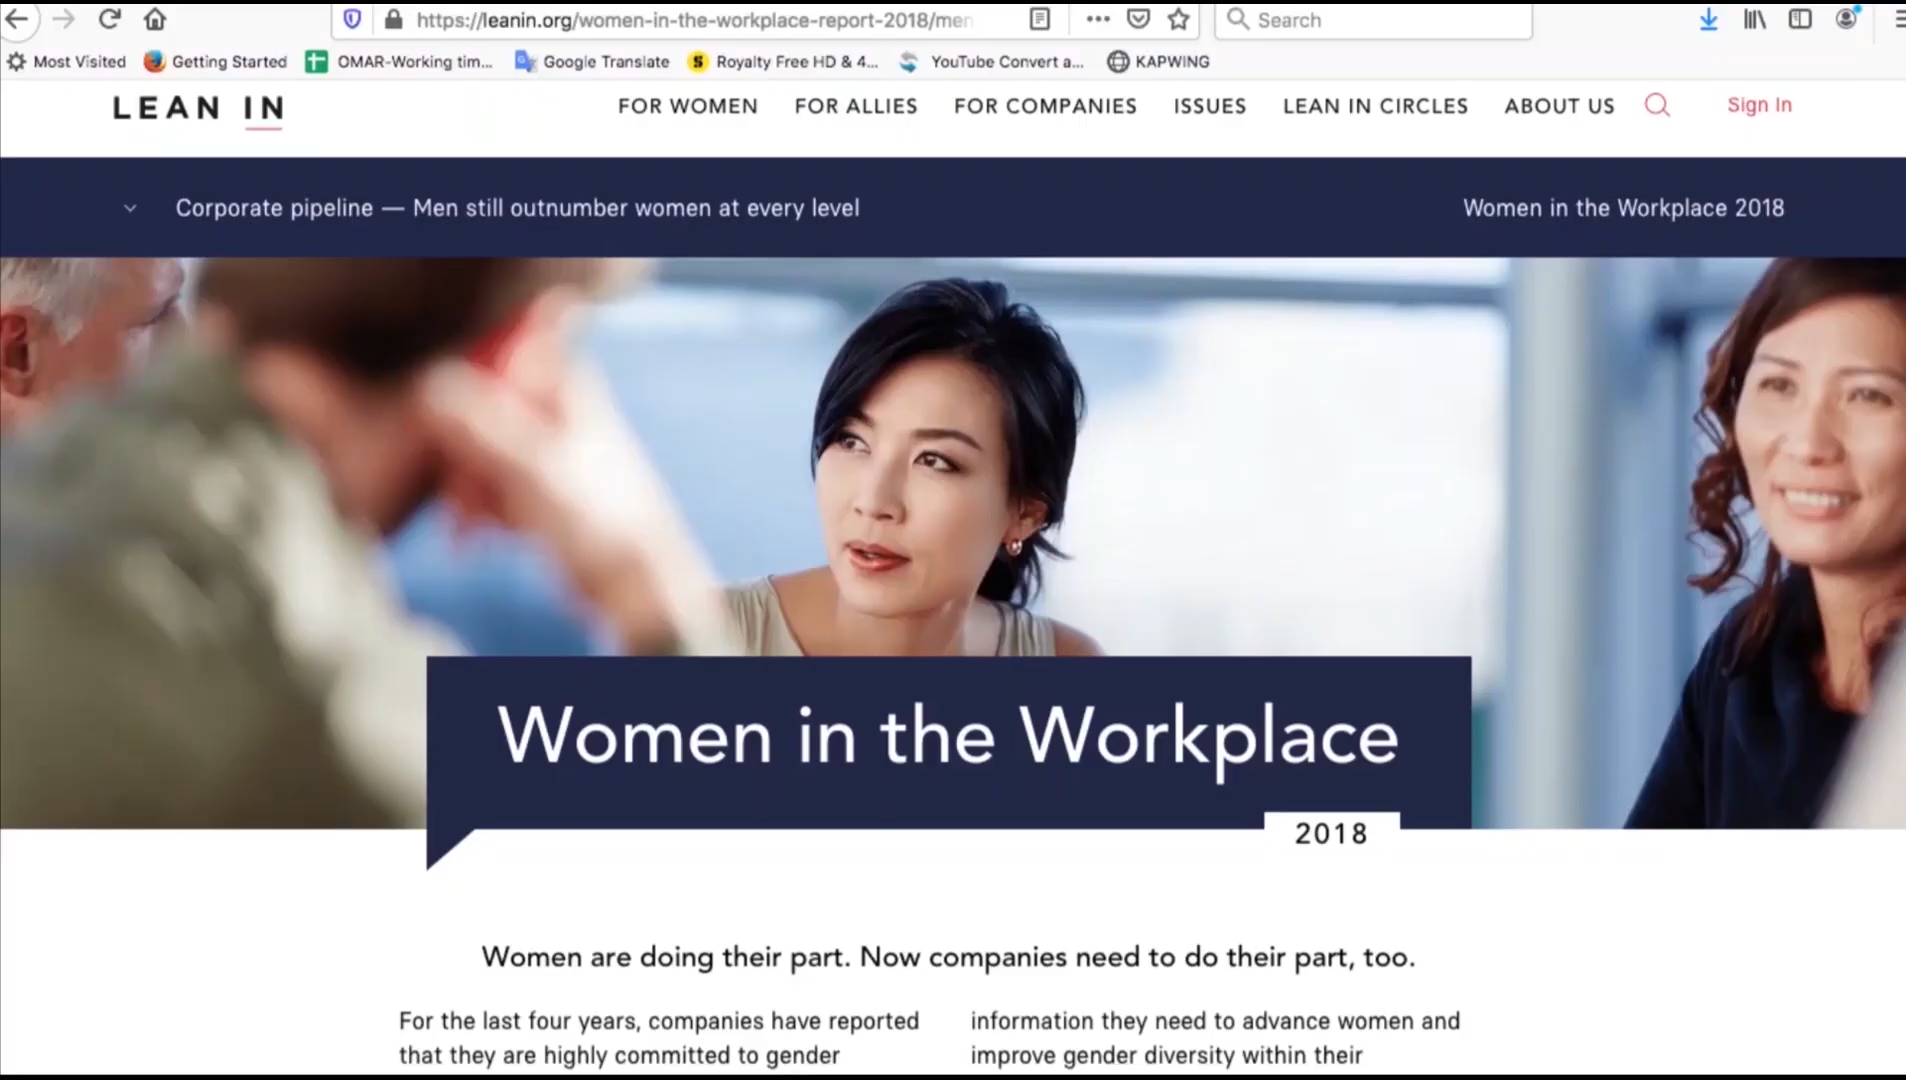 https://leanin.org/women-in-the-workplace-report-2018/men
Search
Most Visited
Getting Started
OMAR-Working tim...
Google Translate
Royalty Free HD & 4...
YouTube Convert a...
KAPWING
LEAN IN
FOR WOMEN
FOR ALLIES
FOR COMPANIES
ISSUES
LEAN IN CIRCLES
ABOUT US
Sign In
Corporate pipeline — Men still outnumber women at every level
Women in the Workplace 2018
Women in the Workplace
2018
Women are doing their part. Now companies need to do their part, too.
For the last four years, companies have reported
that they are highly committed to gender
information they need to advance women and
improve gender diversity within their